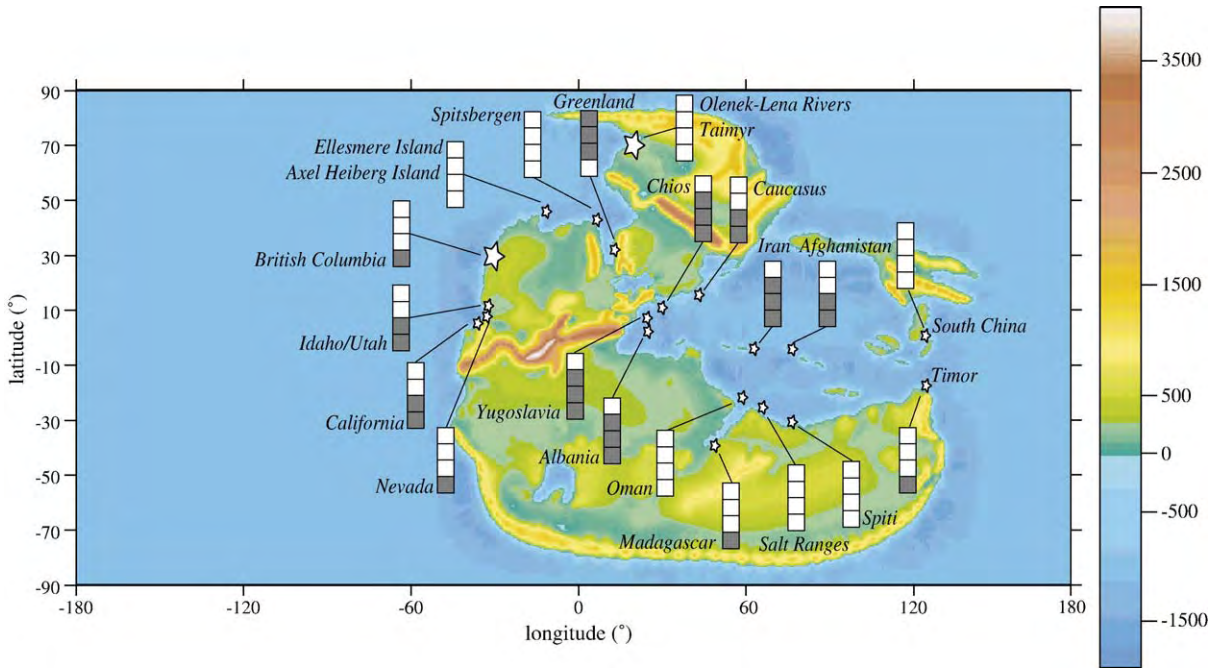 3500
90
Greenland
Olenek-Lena Rivers
Spitsbergen
Taimyr
70
Ellesmere Island
Axel Heiberg Island
Chios
Caucasus
2500
50
Iran
Afghanistan
British Columbia
30
1500
latitude (°)
10
Idaho/Utah
South China
-10
Timor
500
California
Yugoslavia
-30
Albania
0
-50
Nevada
Oman
-500
Spiti
Madagascar
Salt Ranges
-70
-90
-180
-120
-60
0
60
120
180
-1500
longitude (°)